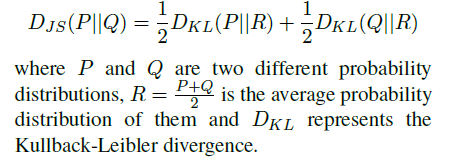 D_{JS}(P||Q) = \frac{1}{2}D_{KL}(P||R) + \frac{1}{2}D_{KL}(Q||R)
where P and Q are two different probability
distributions, R = \frac{P+Q}{2} is the average probability
distribution of them and D_{KL} represents the
Kullback-Leibler divergence.